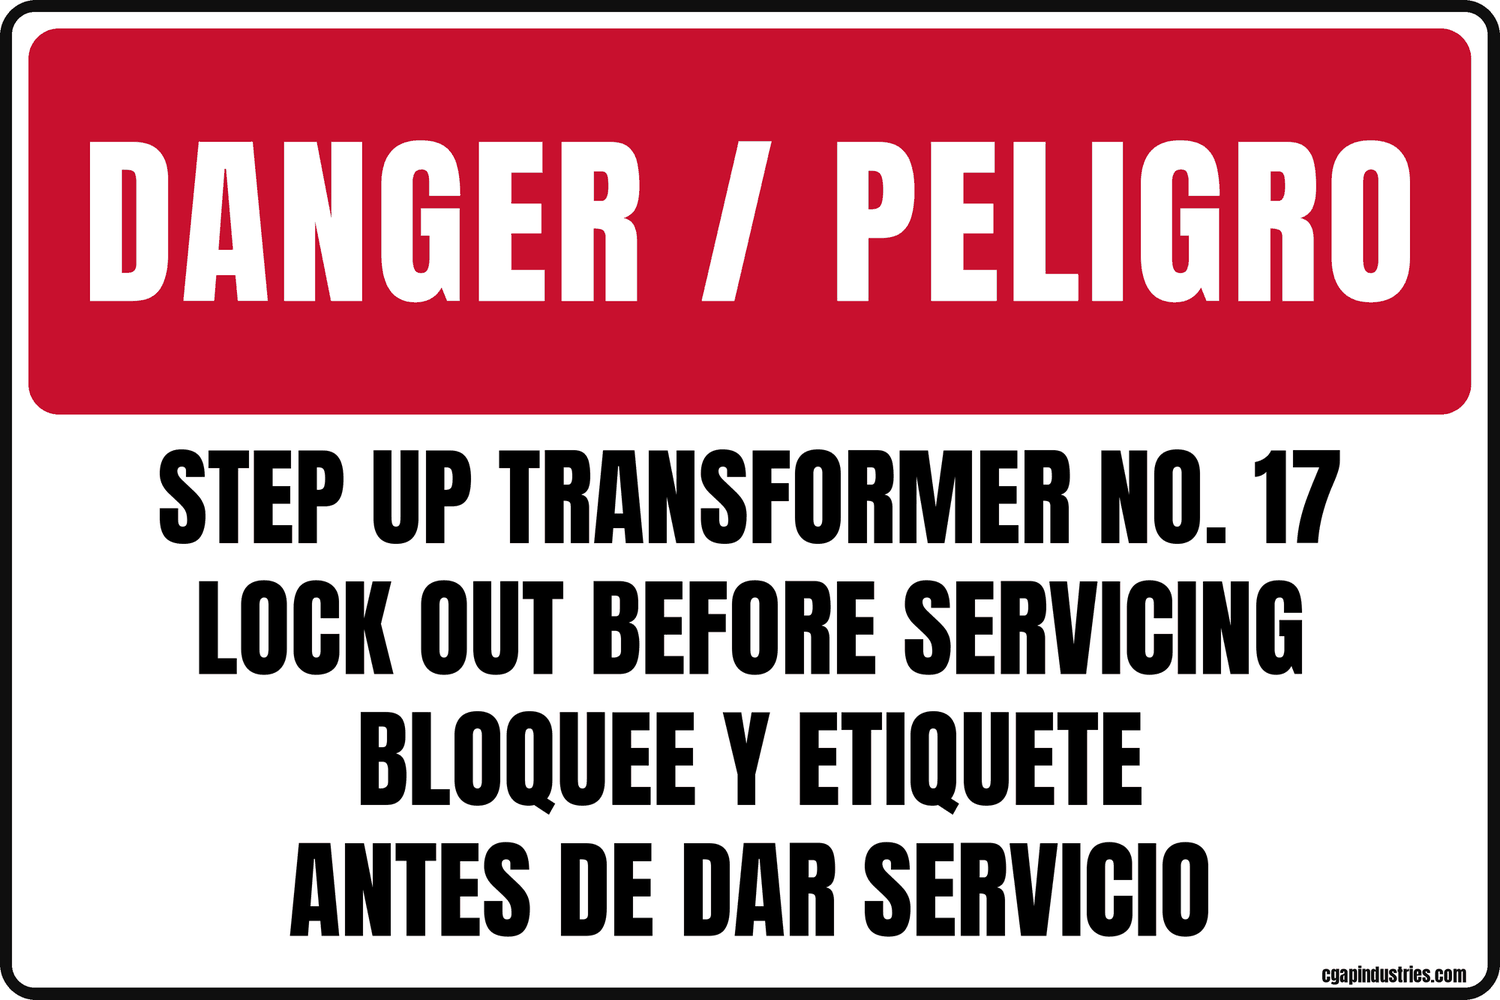 DANGER / PELIGRO
STEP UP TRANSFORMER NO. 17
LOCK OUT BEFORE SERVICING
BLOQUEE Y ETIQUETE
ANTES DE DAR SERVICIO
cgapindustries.com